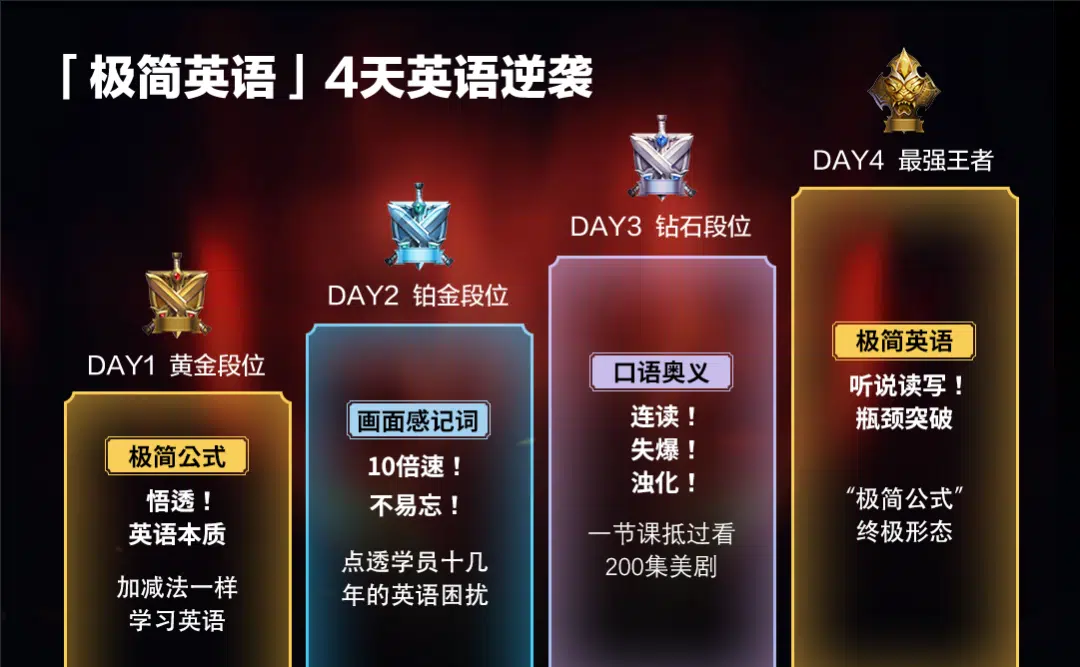 「极简英语」4天英语逆袭
DAY1 黄金段位
极简公式
悟透！
英语本质
加减法一样
学习英语
DAY2 铂金段位
画面感记词
10倍速！
不易忘！
点透学员十几
年的英语困扰
DAY3 钻石段位
口语奥义
连读！
失爆！
浊化！
一节课抵过看
200集美剧
DAY4 最强王者
极简英语
听说读写！
瓶颈突破
“极简公式”
终极形态